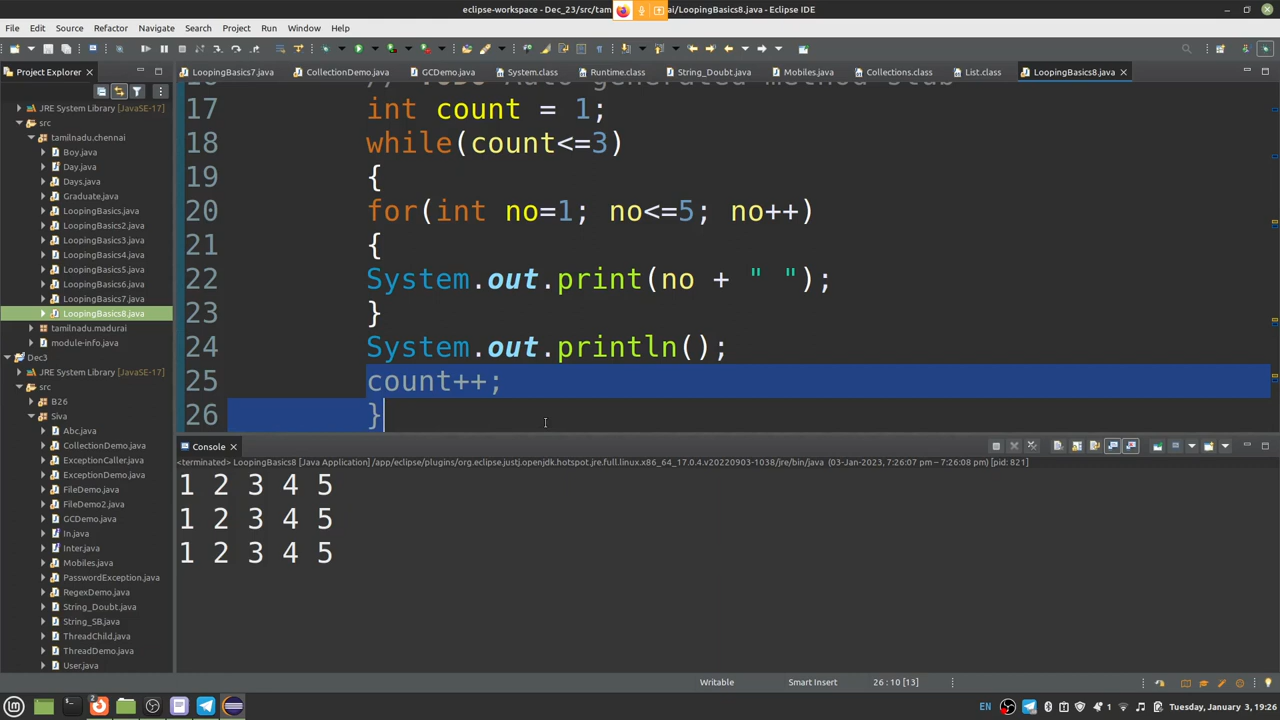 eclipse-workspace - Dec_23/src/tam
ai/LoopingBasics8.java - Eclipse IDE
File Edit Source Refactor Navigate Search Project Run Window Help
Project Explorer
LoopingBasics7.java CollectionDemo.java GCDemo.java System.class Runtime.class String_Doubt.java Mobiles.java Collections.class List.class LoopingBasics8.java
JRE System Library [JavaSE-17]
src
tamilnadu.chennai
Boy.java
Day.java
Days.java
Graduate.java
LoopingBasics.java
LoopingBasics2.java
LoopingBasics3.java
LoopingBasics4.java
LoopingBasics5.java
LoopingBasics6.java
LoopingBasics7.java
LoopingBasics8.java
tamilnadu.madurai
module-info.java
Dec3
JRE System Library [JavaSE-17]
src
B26
Siva
Abc.java
CollectionDemo.java
ExceptionCaller.java
ExceptionDemo.java
FileDemo.java
FileDemo2.java
GCDemo.java
In.java
Inter.java
Mobiles.java
PasswordException.java
RegexDemo.java
String_Doubt.java
String_SB.java
ThreadChild.java
ThreadDemo.java
User.java
17 int count = 1;
18 while(count<=3)
19 {
20 for(int no=1; no<=5; no++)
21 {
22 System.out.print(no + " ");
23 }
24 System.out.println();
25 count++;
26 }
Console
<terminated> LoopingBasics8 [Java Application] /app/eclipse/plugins/org.eclipse.justj.openjdk.hotspot.jre.full.linux.x86_64_17.0.4.v20220903-1038/jre/bin/java (03-Jan-2023, 7:26:07 pm – 7:26:08 pm) [pid: 821]
1 2 3 4 5
1 2 3 4 5
1 2 3 4 5
Writable Smart Insert 26 : 10 [13]
2 EN 1 Tuesday, January 3, 19:26